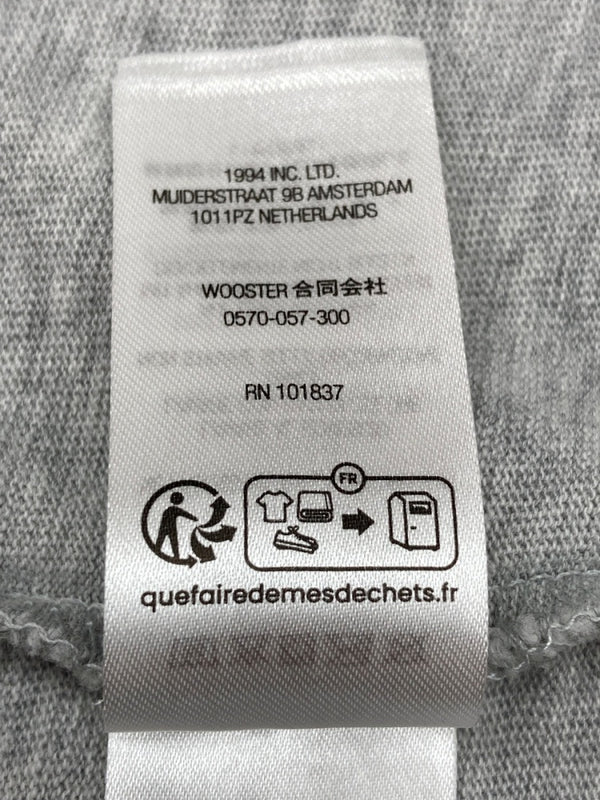 1994 INC. LTD.
MUIDERSTRAAT 9B AMSTERDAM
1011PZ NETHERLANDS
WOOSTER 合同会社
0570-057-300
RN 101837
FR
quefairedemesdechets.fr